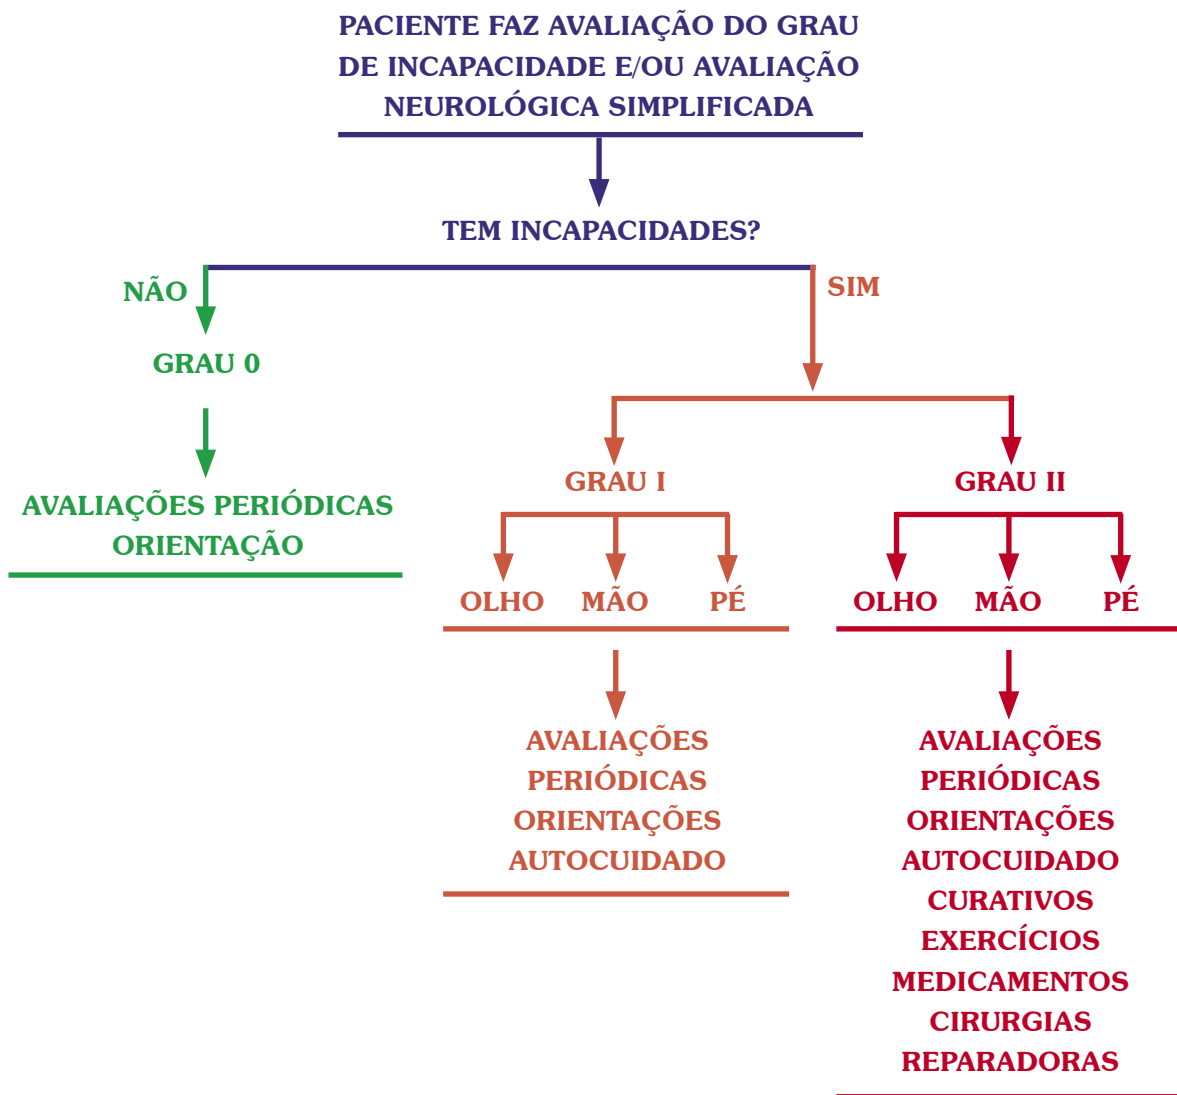 PACIENTE FAZ AVALIAÇÃO DO GRAU
DE INCAPACIDADE E/OU AVALIAÇÃO
NEUROLÓGICA SIMPLIFICADA
TEM INCAPACIDADES?
NÃO
GRAU 0
AVALIAÇÕES PERIÓDICAS
ORIENTAÇÃO
SIM
GRAU I
OLHO MÃO PÉ
AVALIAÇÕES
PERIÓDICAS
ORIENTAÇÕES
AUTOCUIDADO
GRAU II
OLHO MÃO PÉ
AVALIAÇÕES
PERIÓDICAS
ORIENTAÇÕES
AUTOCUIDADO
CURATIVOS
EXERCÍCIOS
MEDICAMENTOS
CIRURGIAS
REPARADORAS